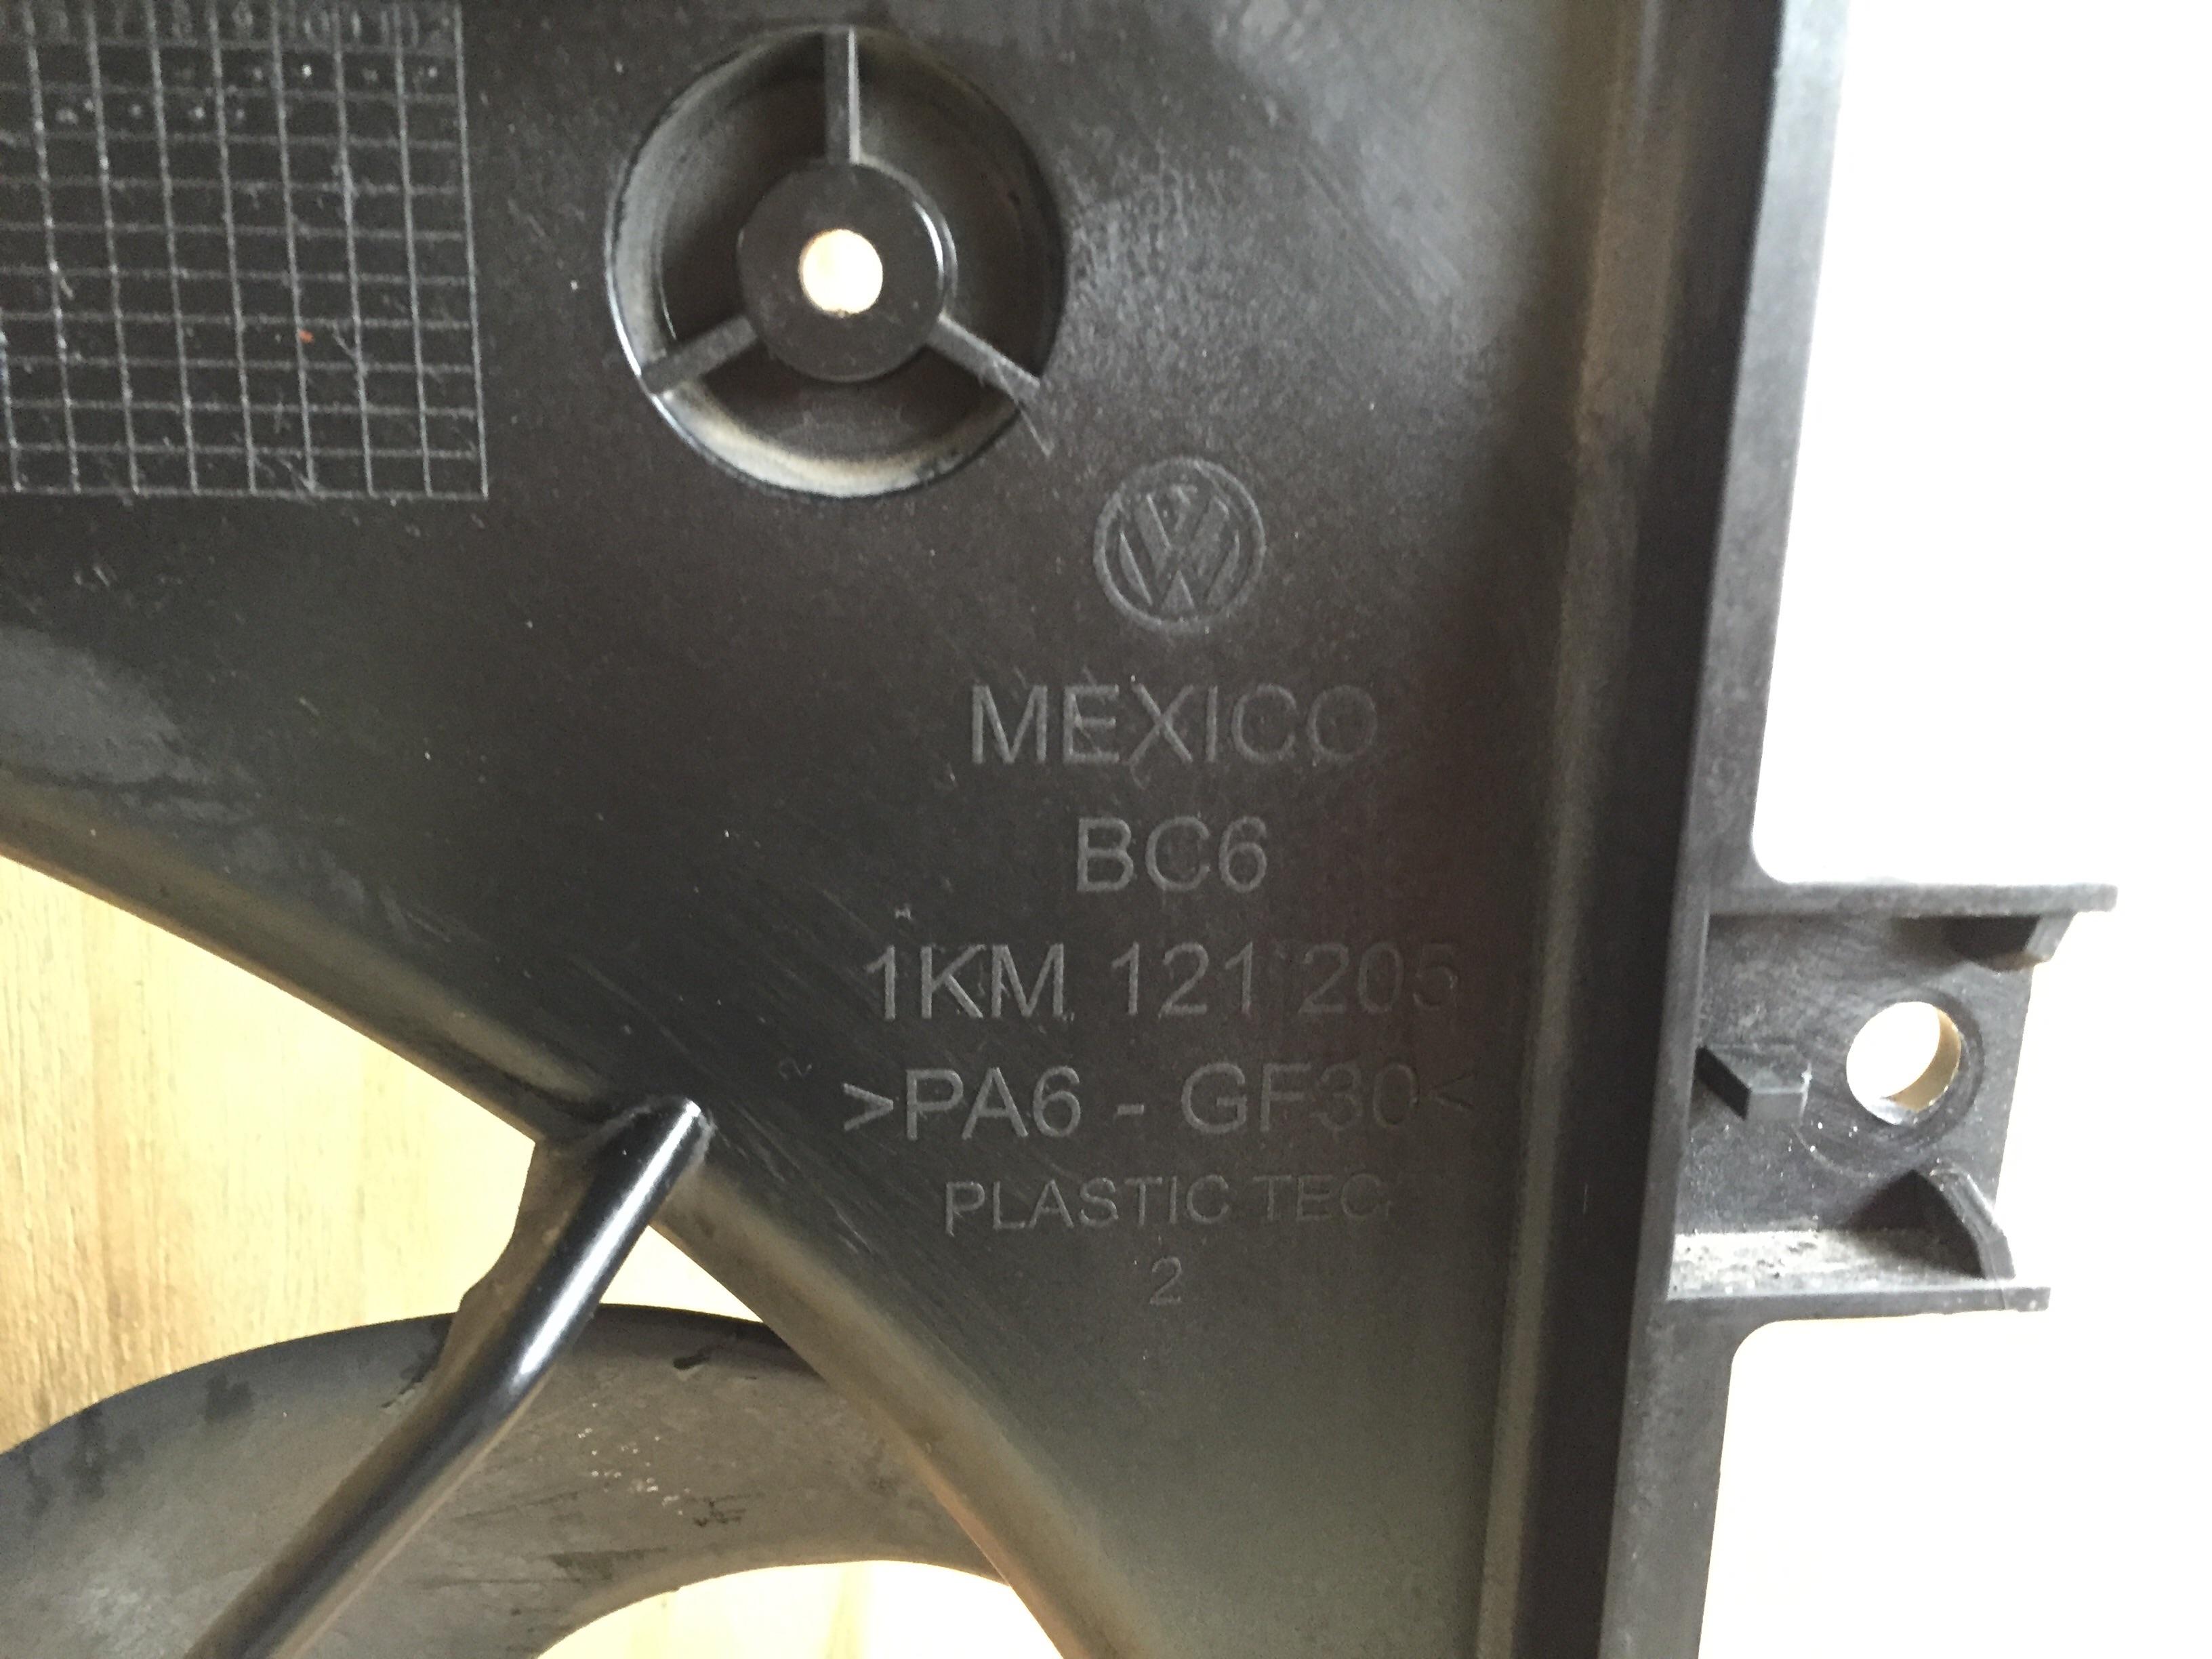 MEXICO
BC6
1KM 121 205
>PA6 - GF30<
PLASTIC TEC
2